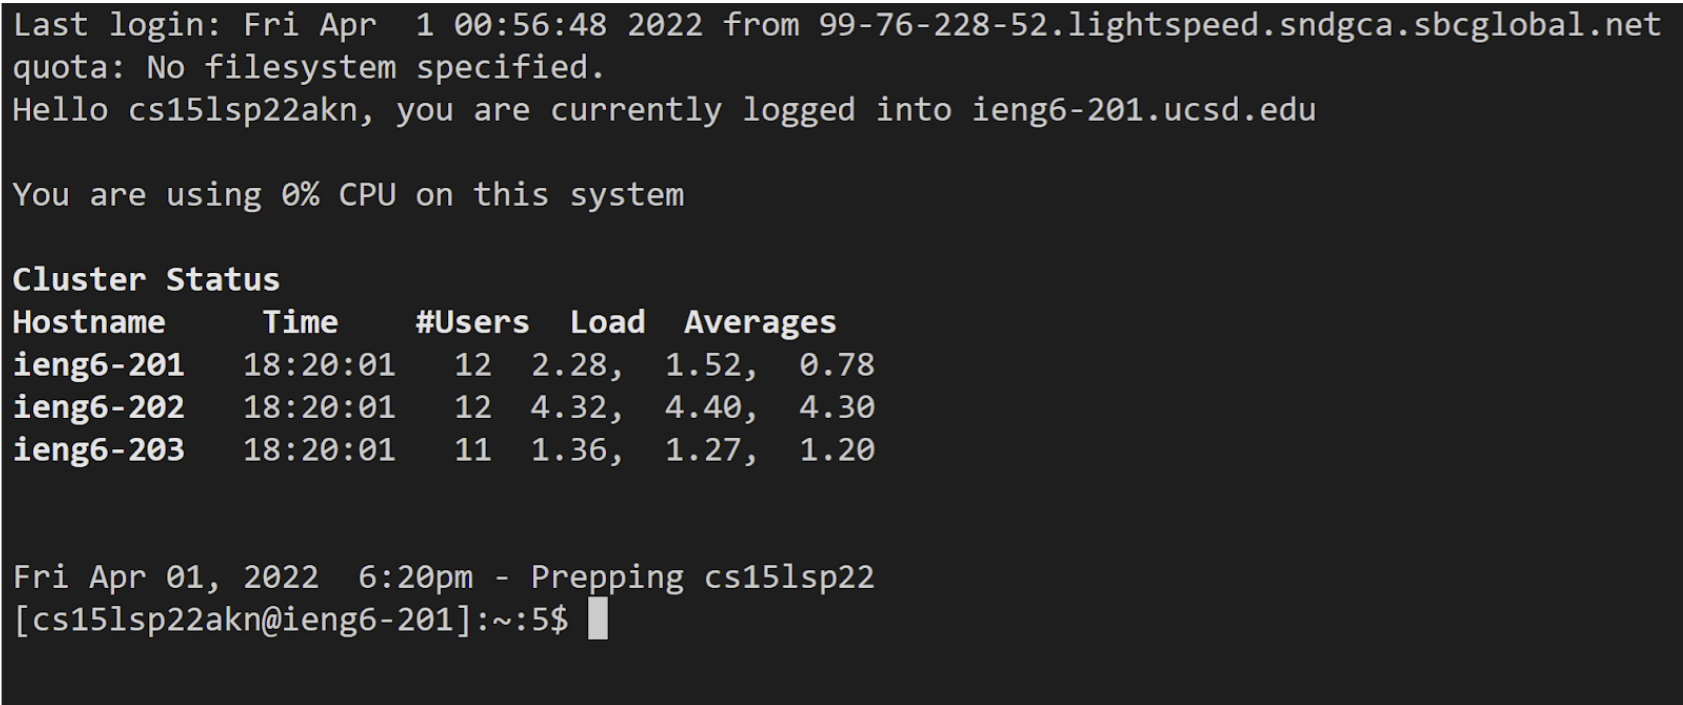 Last login: Fri Apr  1 00:56:48 2022 from 99-76-228-52.lightspeed.sndgca.sbcglobal.net
quota: No filesystem specified.
Hello cs15lsp22akn, you are currently logged into ieng6-201.ucsd.edu
You are using 0% CPU on this system
Cluster Status
Hostname     Time    #Users  Load  Averages
ieng6-201   18:20:01   12  2.28,  1.52,  0.78
ieng6-202   18:20:01   12  4.32,  4.40,  4.30
ieng6-203   18:20:01   11  1.36,  1.27,  1.20
Fri Apr 01, 2022  6:20pm - Prepping cs15lsp22
[cs15lsp22akn@ieng6-201]:~:5$